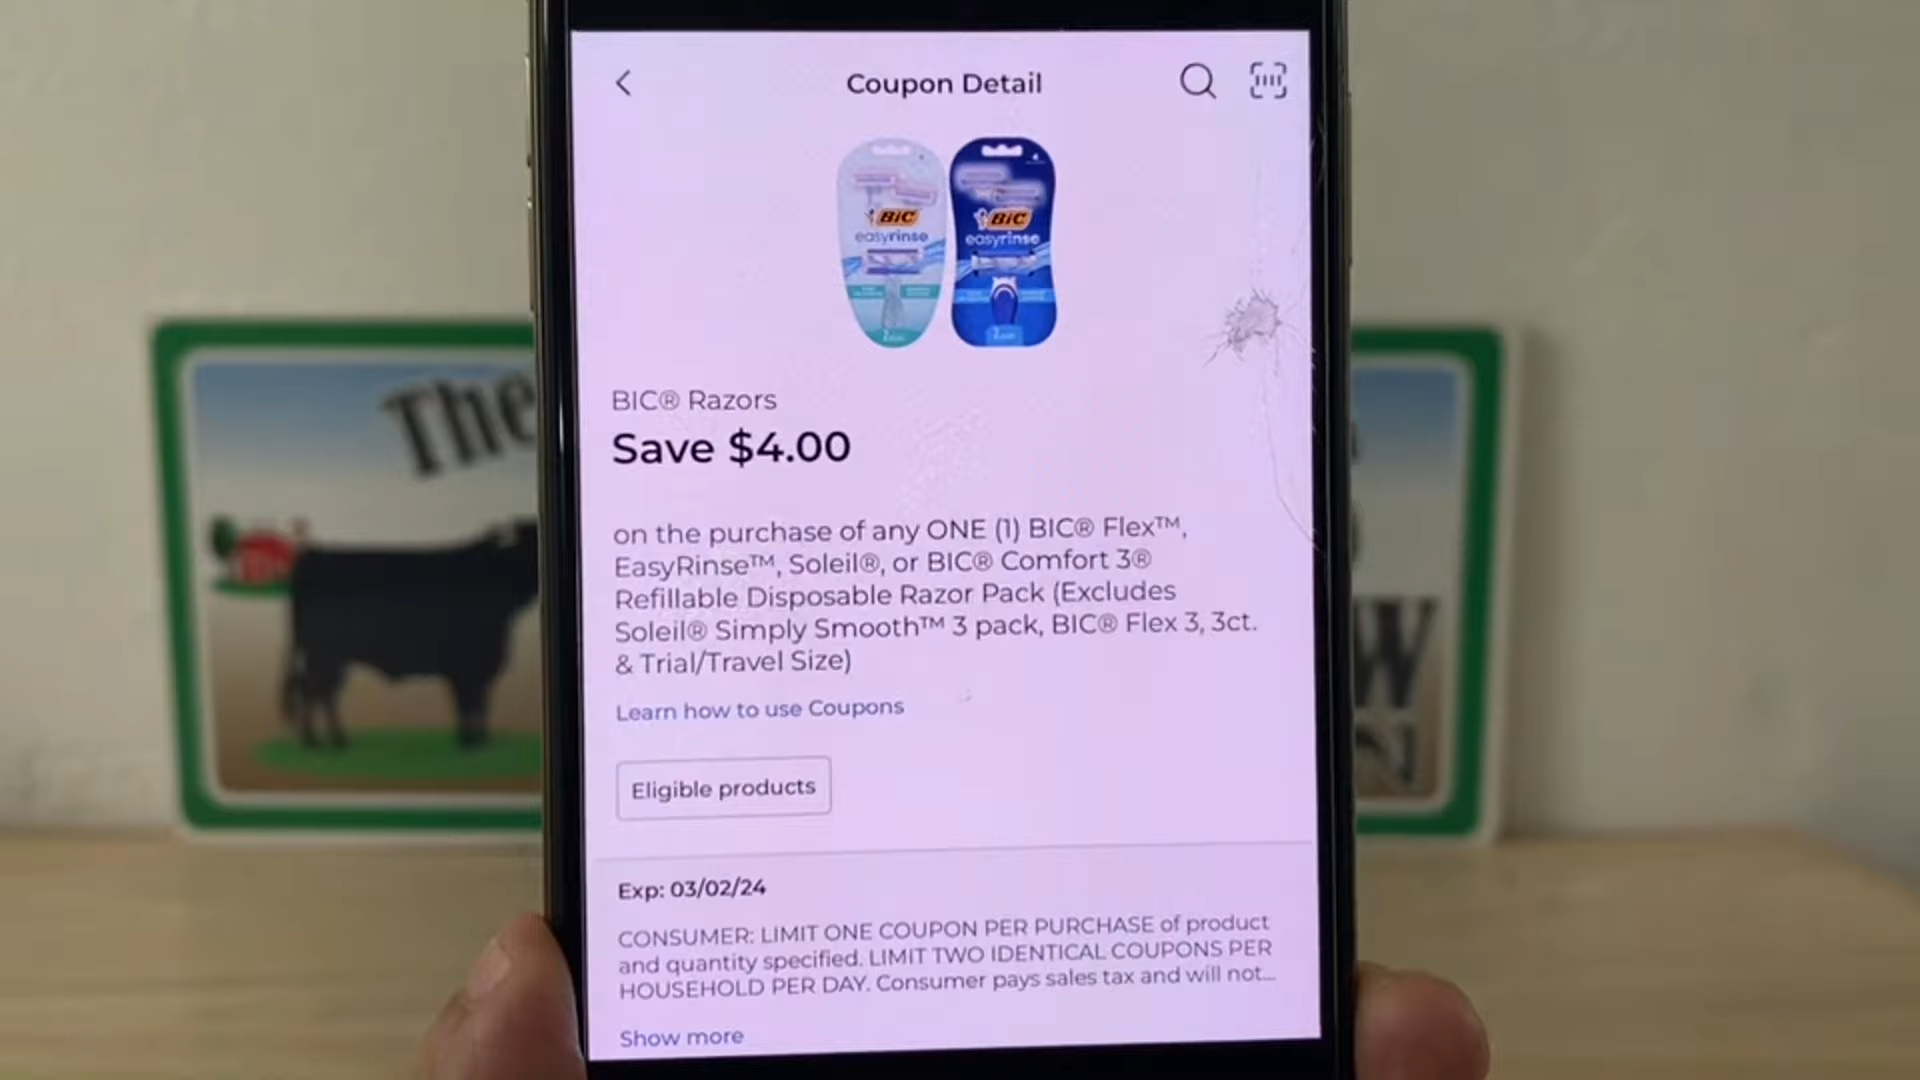 Coupon Detail
BIC
easyrinse
BIC
easyrinse
BIC® Razors
Save $4.00
on the purchase of any ONE (1) BIC® Flex™,
EasyRinse™, Soleil®, or BIC® Comfort 3®
Refillable Disposable Razor Pack (Excludes
Soleil® Simply Smooth™ 3 pack, BIC® Flex 3, 3ct.
& Trial/Travel Size)
Learn how to use Coupons
Eligible products
Exp: 03/02/24
CONSUMER: LIMIT ONE COUPON PER PURCHASE of product
and quantity specified. LIMIT TWO IDENTICAL COUPONS PER
HOUSEHOLD PER DAY. Consumer pays sales tax and will not...
Show more
The